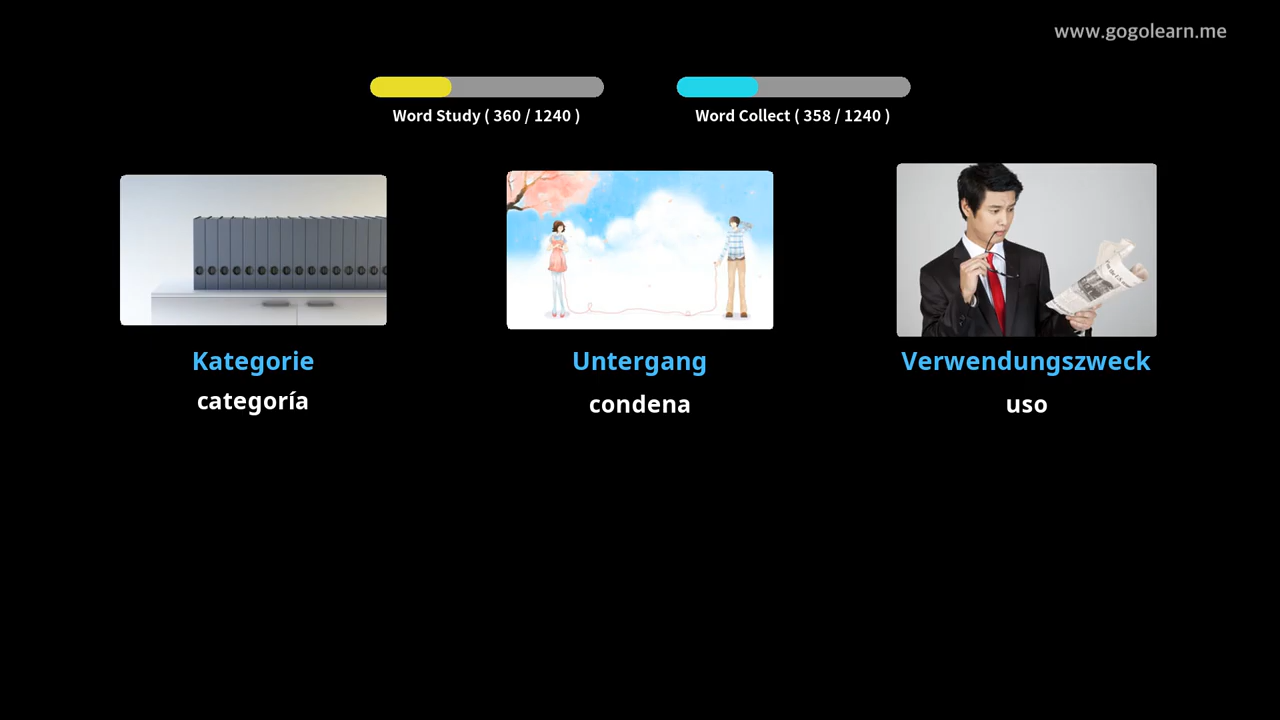 www.gogolearn.me
Word Study ( 360 / 1240 )
Word Collect ( 358 / 1240 )
Kategorie
categoría
Untergang
condena
Verwendungszweck
uso